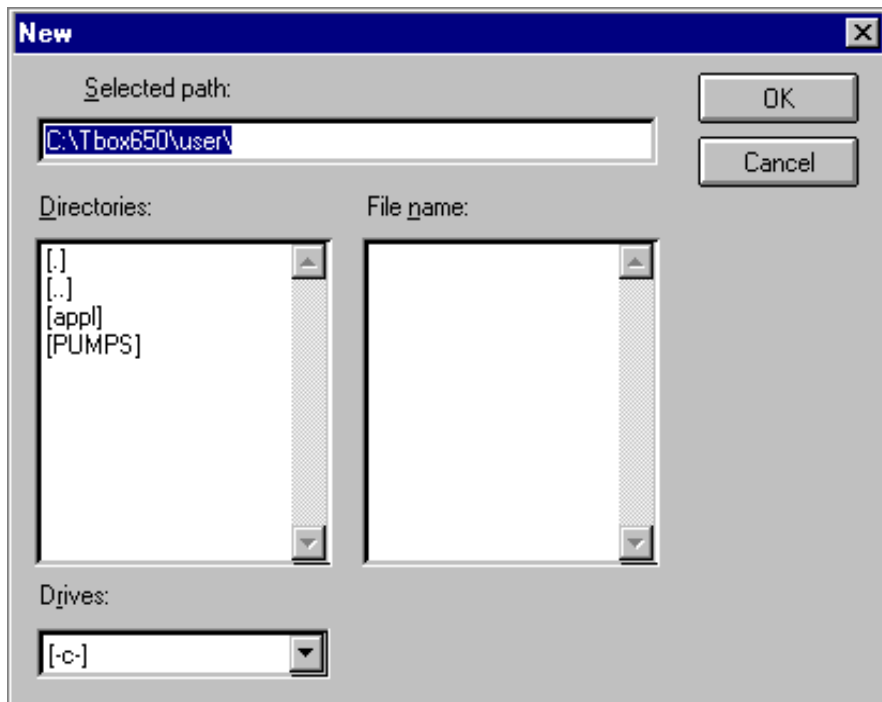 New
Selected path:
OK
C:\Tbox650\user\
Cancel
Directories:
File name:
[.]
[..]
[appl]
[PUMPS]
Drives:
[-c-]